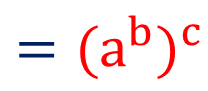 = (a^b)^c